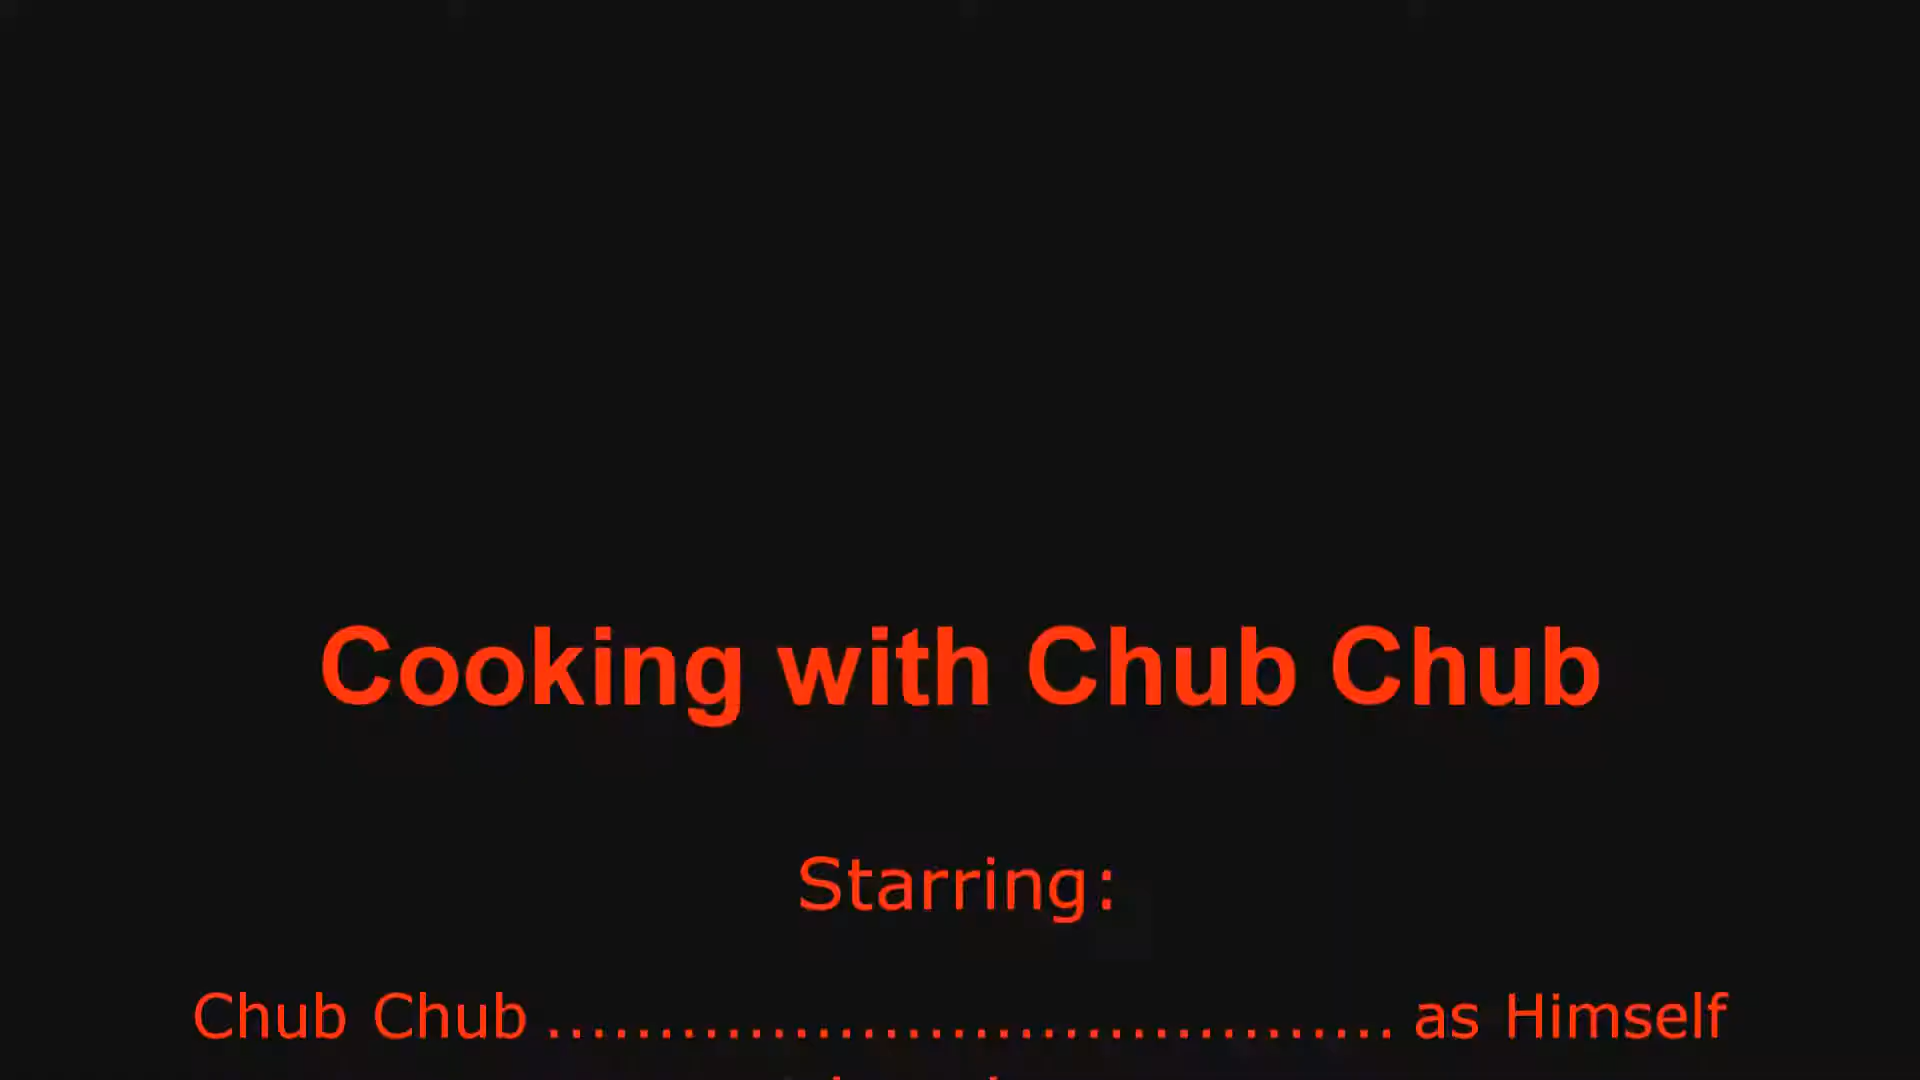 Cooking with Chub Chub
Starring:
Chub Chub ...................................... as Himself